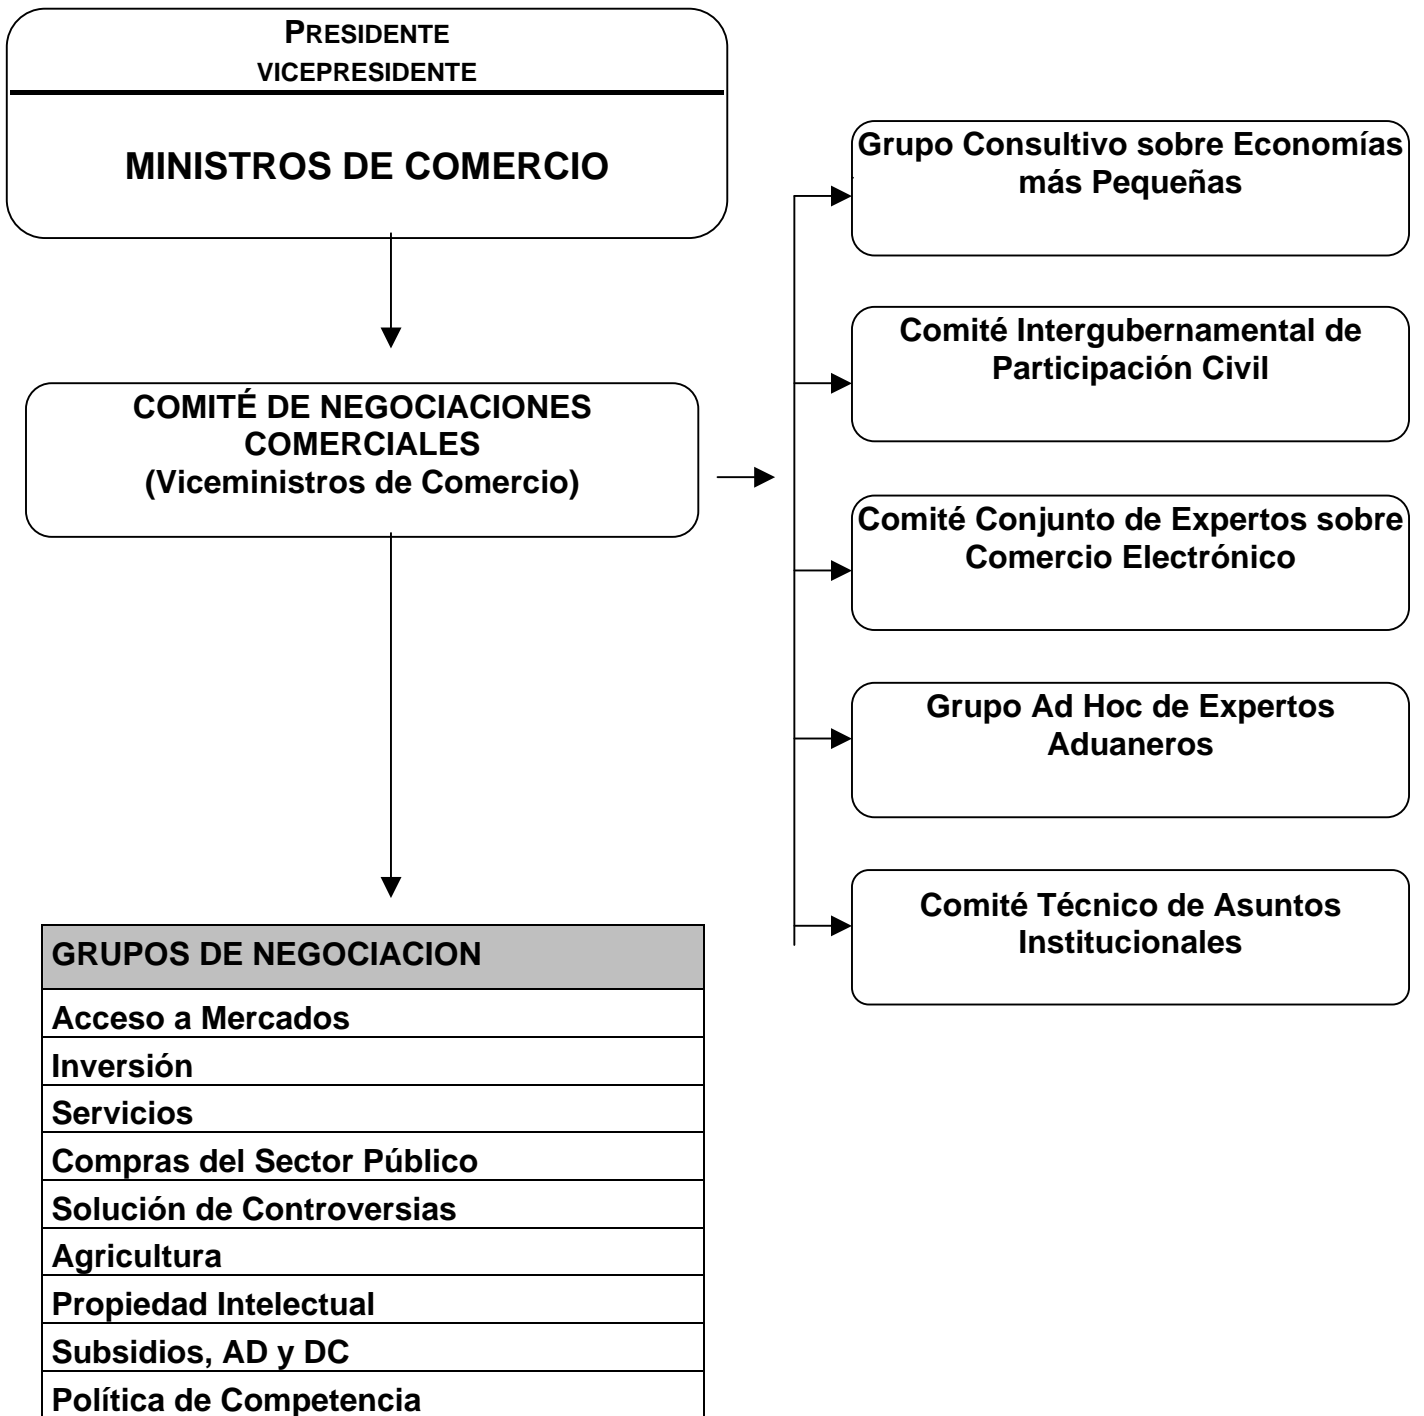 PRESIDENTE
VICEPRESIDENTE
MINISTROS DE COMERCIO
COMITÉ DE NEGOCIACIONES
COMERCIALES
(Viceministros de Comercio)
Grupo Consultivo sobre Economías
más Pequeñas
Comité Intergubernamental de
Participación Civil
Comité Conjunto de Expertos sobre
Comercio Electrónico
Grupo Ad Hoc de Expertos
Aduaneros
Comité Técnico de Asuntos
Institucionales
GRUPOS DE NEGOCIACION
Acceso a Mercados
Inversión
Servicios
Compras del Sector Público
Solución de Controversias
Agricultura
Propiedad Intelectual
Subsidios, AD y DC
Política de Competencia